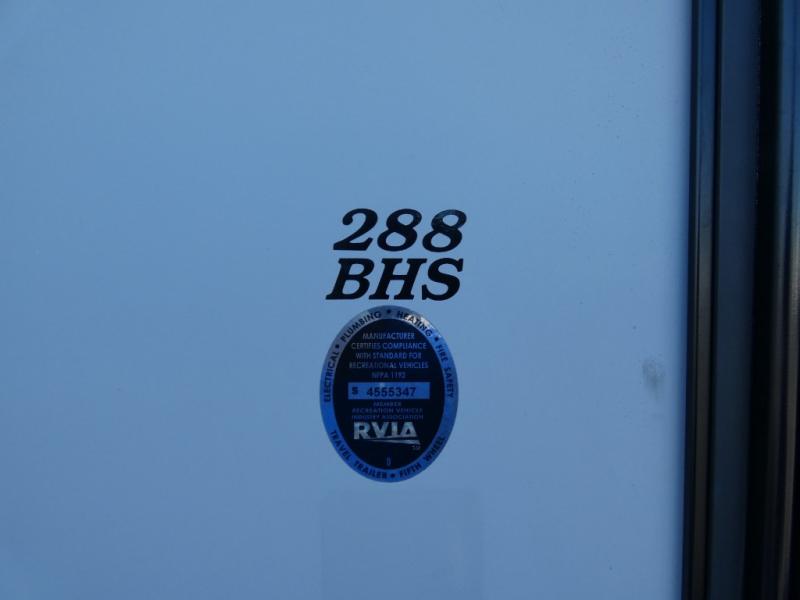 288
BHS
ELECTRICAL * PLUMBING * HEATING * FIRE SAFETY
MANUFACTURER
CERTIFIES COMPLIANCE
WITH STANDARD FOR
RECREATIONAL VEHICLES
NFPA 1192
S 4555347
MEMBER
RECREATION VEHICLE
INDUSTRY ASSOCIATION
RVIA
TM
D
TRAVEL TRAILER * FIFTH WHEEL